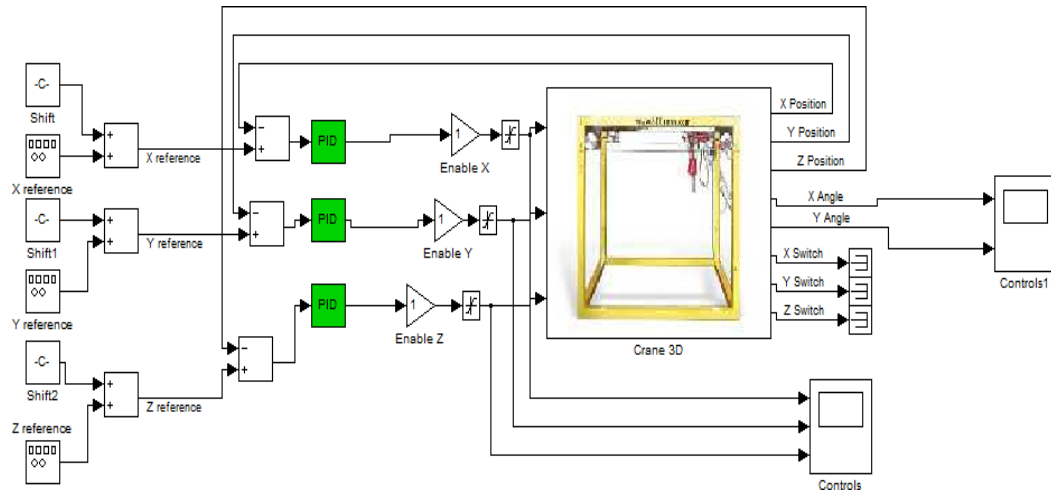 -C-
Shift
X reference
+
+
X reference
-C-
Shift1
Y reference
+
+
Y reference
-C-
Shift2
Z reference
+
+
Z reference
−
+
PID
1
Enable X
−
+
PID
1
Enable Y
−
+
PID
1
Enable Z
Crane 3D
X Position
Y Position
Z Position
X Angle
Y Angle
X Switch
Y Switch
Z Switch
Controls1
Controls